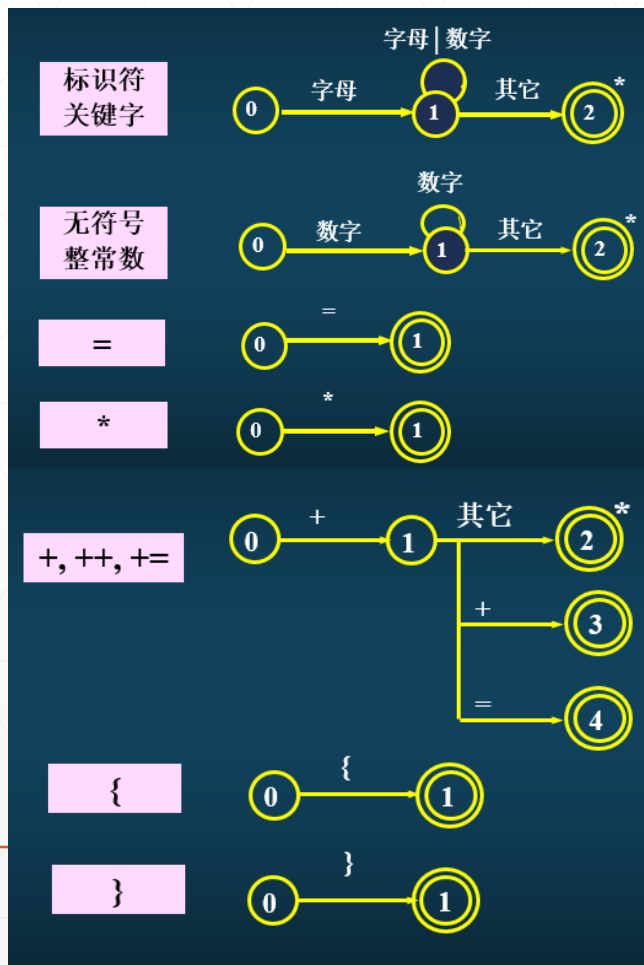 字母|数字
标识符
关键字
0 字母 1 其它 2 *
数字
无符号
整常数
0 数字 1 其它 2 *
= 0 = 1
* 0 * 1
+, ++, += 0 + 1 其它 2 *
+ 3
= 4
{ 0 { 1
} 0 } 1